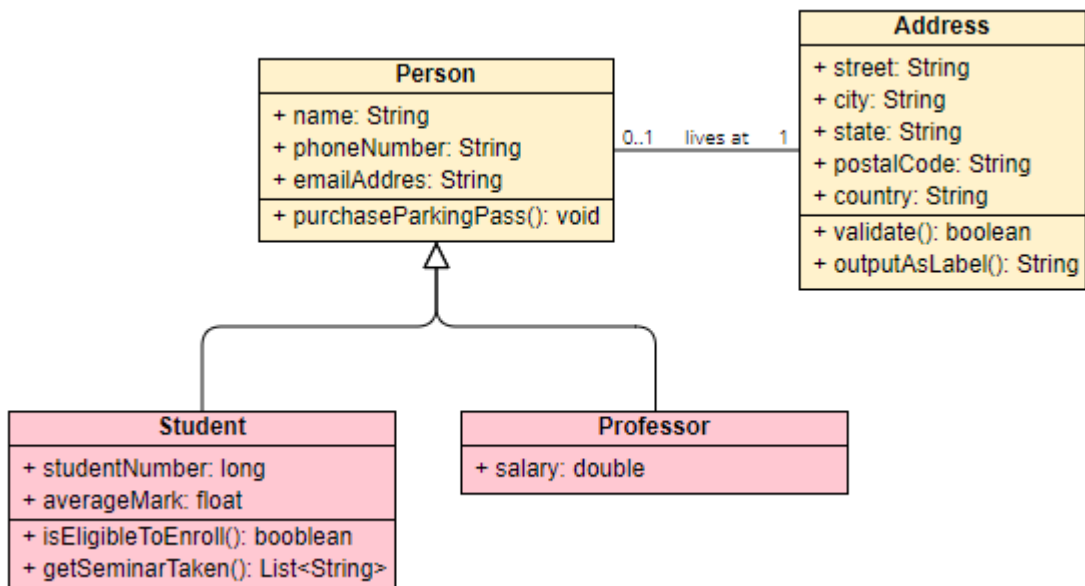 Person
+ name: String
+ phoneNumber: String
+ emailAddres: String
+ purchaseParkingPass(): void
0..1 lives at 1
Address
+ street: String
+ city: String
+ state: String
+ postalCode: String
+ country: String
+ validate(): boolean
+ outputAsLabel(): String
Student
+ studentNumber: long
+ averageMark: float
+ isEligibleToEnroll(): booblean
+ getSeminarTaken(): List<String>
Professor
+ salary: double